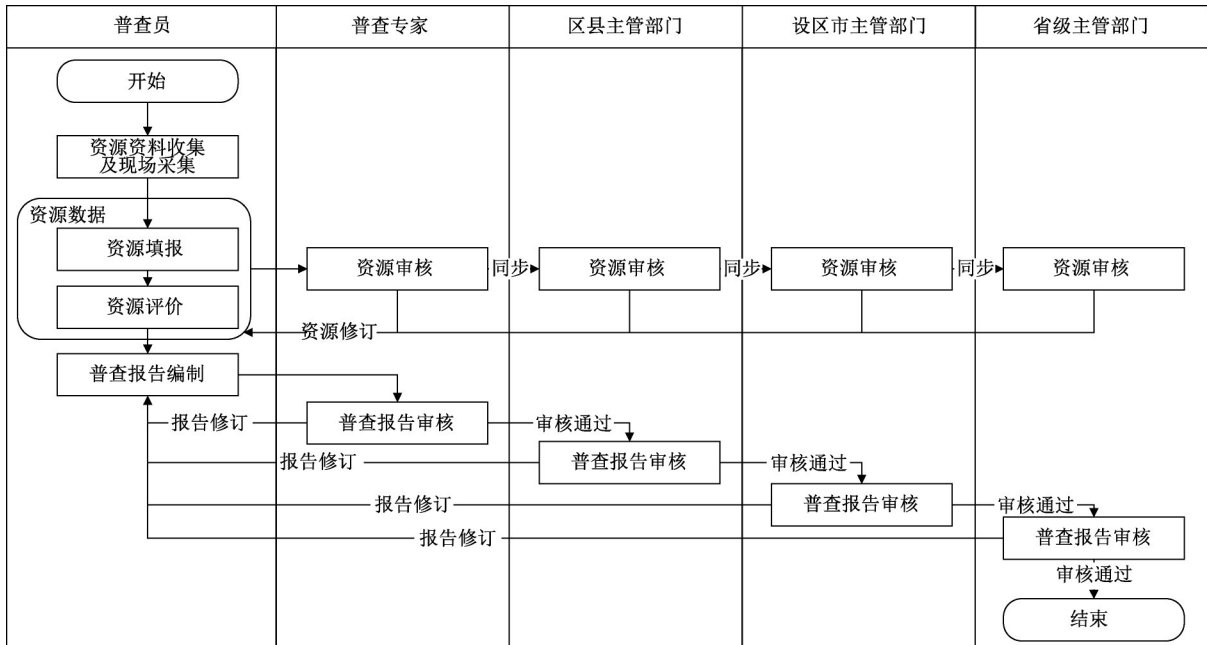 普查员
普查专家
区县主管部门
设区市主管部门
省级主管部门
开始
资源资料收集
及现场采集
资源数据
资源填报
资源评价
资源审核
同步
资源审核
同步
资源审核
同步
资源审核
资源修订
普查报告编制
报告修订
普查报告审核
审核通过
报告修订
普查报告审核
审核通过
报告修订
普查报告审核
审核通过
报告修订
普查报告审核
审核通过
结束